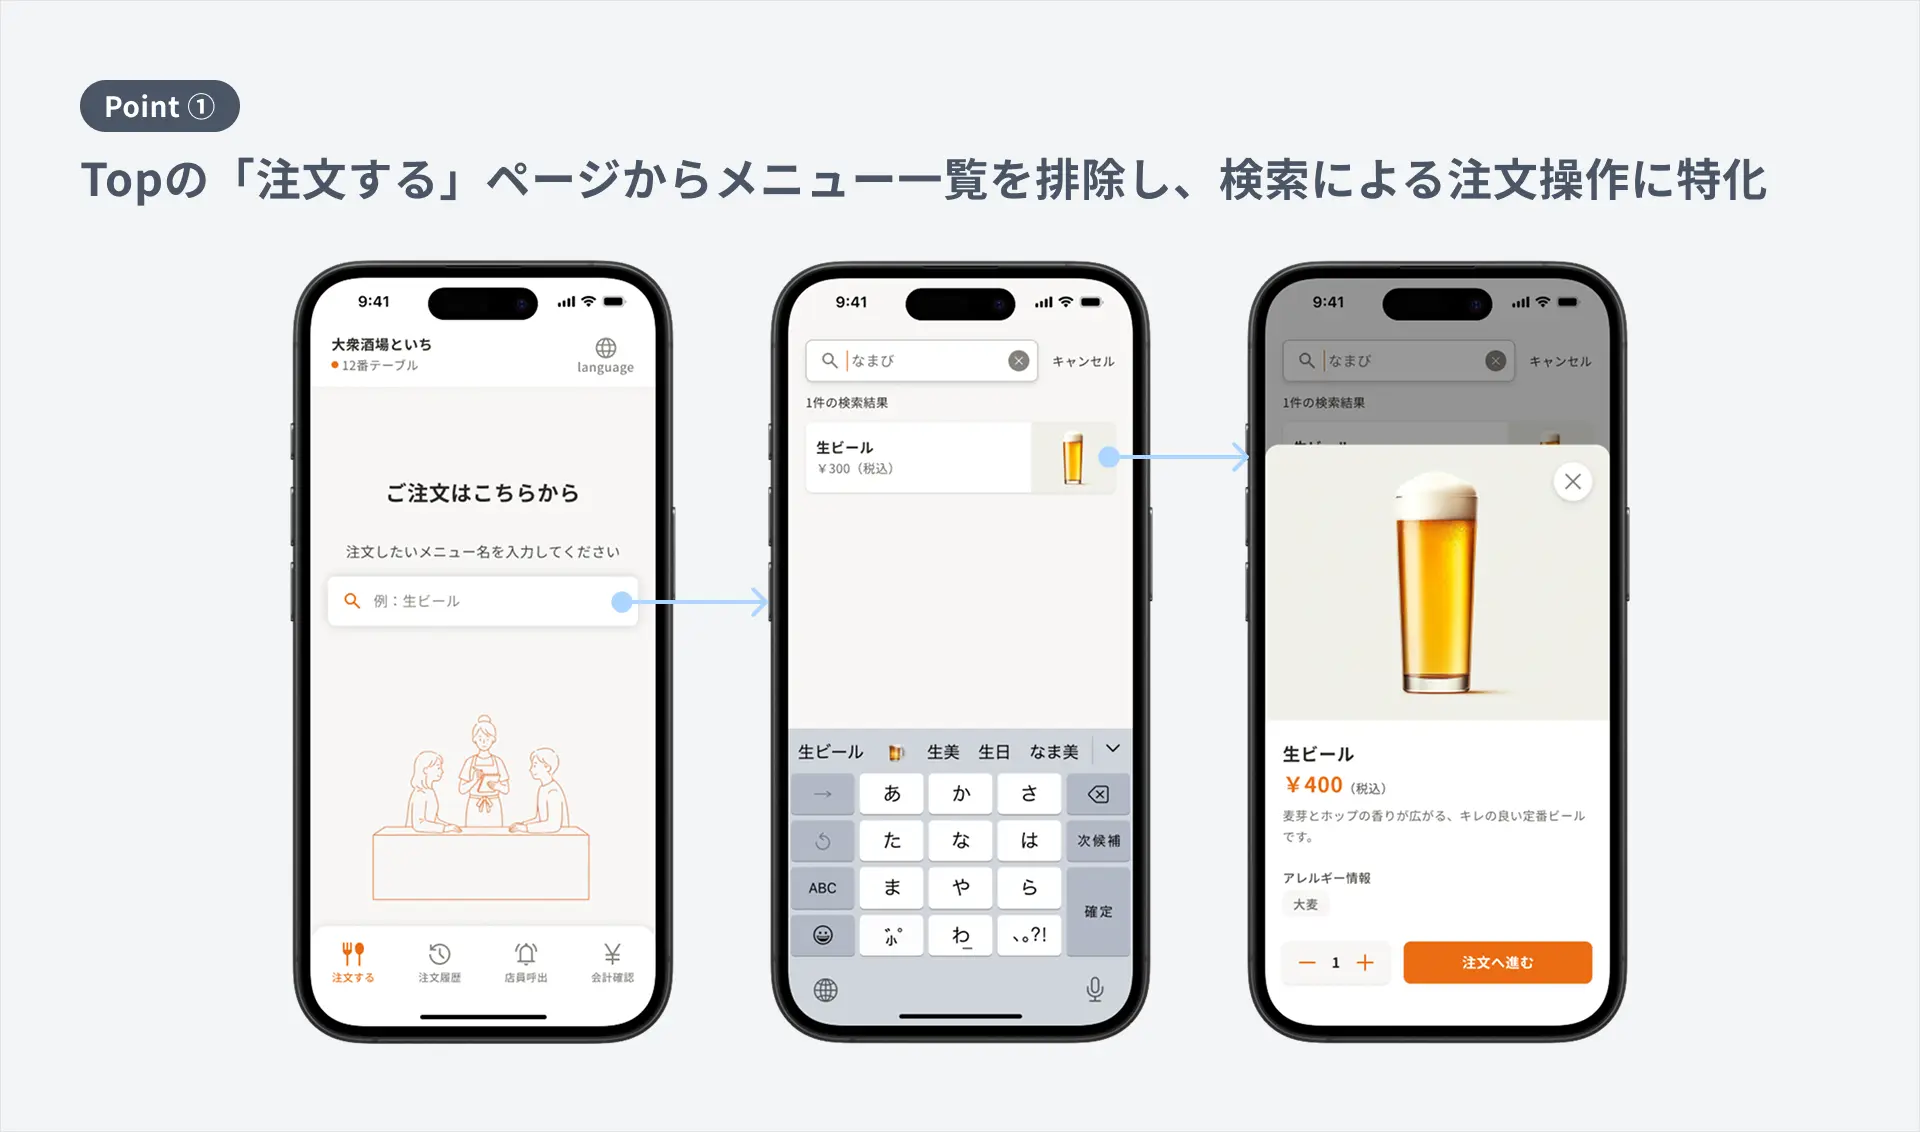 Point ①
Topの「注文する」ページからメニュー一覧を排除し、検索による注文操作に特化
9:41
大衆酒場といち
12番テーブル
language
ご注文はこちらから
注文したいメニュー名を入力してください
例：生ビール
注文する
注文履歴
店員呼出
会計確認
9:41
なまび
キャンセル
1件の検索結果
生ビール
￥300（税込）
生ビール 🍺 生美 生日 なま美
→ あ か さ
た な は 次候補
ABC ま や ら
確定
小゛゜ わ 、。?!
9:41
なまび
キャンセル
1件の検索結果
生ビール
￥400（税込）
麦芽とホップの香りが広がる、キレの良い定番ビール
です。
アレルギー情報
大麦
1
注文へ進む